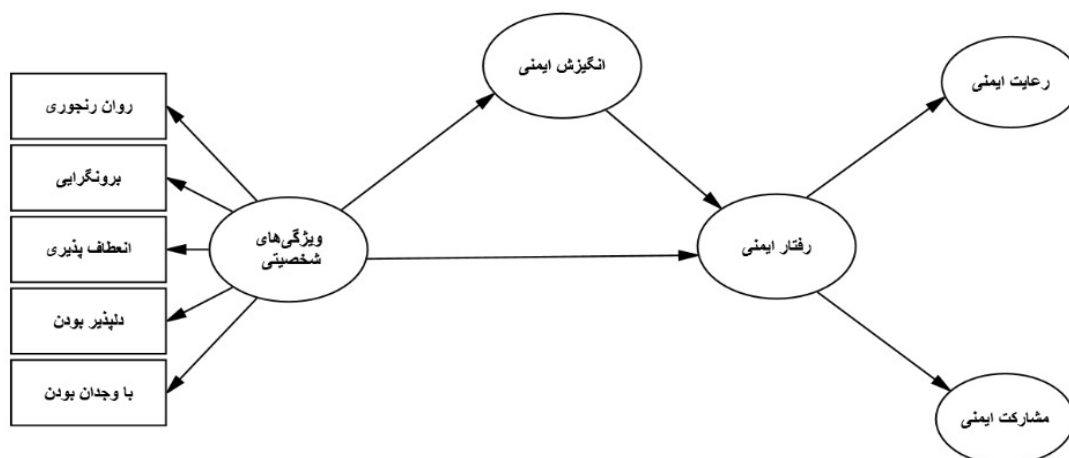 انگیزش ایمنی
رعایت ایمنی
روان رنجوری
برونگرایی
انعطاف پذیری
دلپذیر بودن
با وجدان بودن
ویژگی‌های
شخصیتی
رفتار ایمنی
مشارکت ایمنی